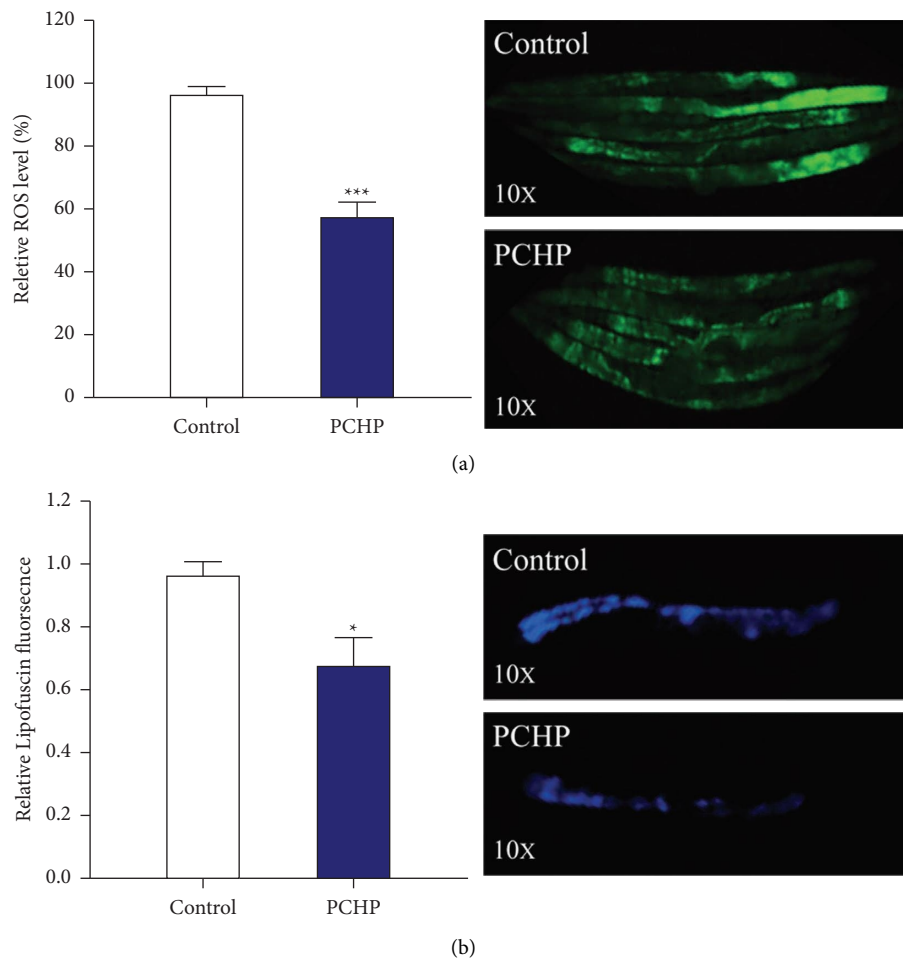 120
100
80
60
40
20
0
Reletive ROS level (%)
***
Control
PCHP
Control
10X
PCHP
10X
(a)
1.2
1.0
0.8
0.6
0.4
0.2
0.0
Relative Lipofuscin fluorsecnce
*
Control
PCHP
Control
10X
PCHP
10X
(b)